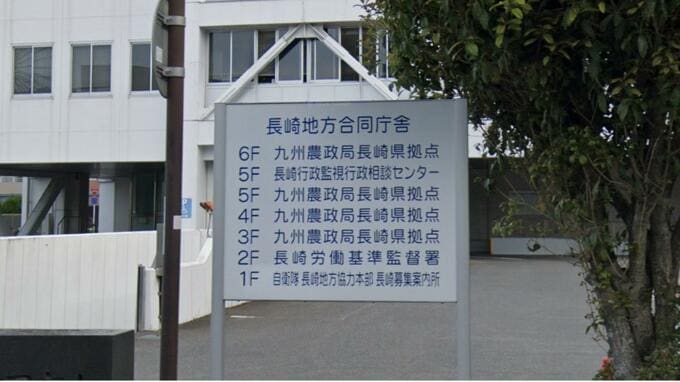 長崎地方合同庁舎
6F 九州農政局長崎県拠点
5F 長崎行政監視行政相談センター
5F 九州農政局長崎県拠点
4F 九州農政局長崎県拠点
3F 九州農政局長崎県拠点
2F 長崎労働基準監督署
1F 自衛隊 長崎地方協力本部 長崎募集案内所